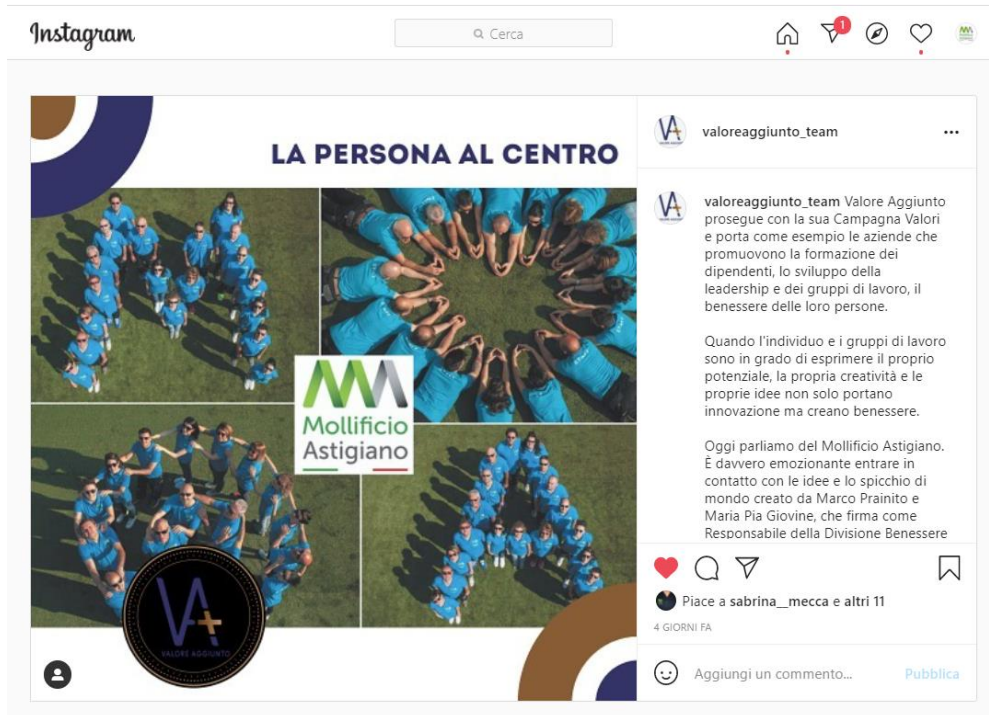 Instagram
Cerca
1
LA PERSONA AL CENTRO
Mollificio
Astigiano
VA+
VALORE AGGIUNTO
valoreaggiunto_team
valoreaggiunto_team Valore Aggiunto
prosegue con la sua Campagna Valori
e porta come esempio le aziende che
promuovono la formazione dei
dipendenti, lo sviluppo della
leadership e dei gruppi di lavoro, il
benessere delle loro persone.
Quando l'individuo e i gruppi di lavoro
sono in grado di esprimere il proprio
potenziale, la propria creatività e le
proprie idee non solo portano
innovazione ma creano benessere.
Oggi parliamo del Mollificio Astigiano.
È davvero emozionante entrare in
contatto con le idee e lo spicchio di
mondo creato da Marco Prainito e
Maria Pia Giovine, che firma come
Responsabile della Divisione Benessere
Piace a sabrina__mecca e altri 11
4 GIORNI FA
Aggiungi un commento...
Pubblica